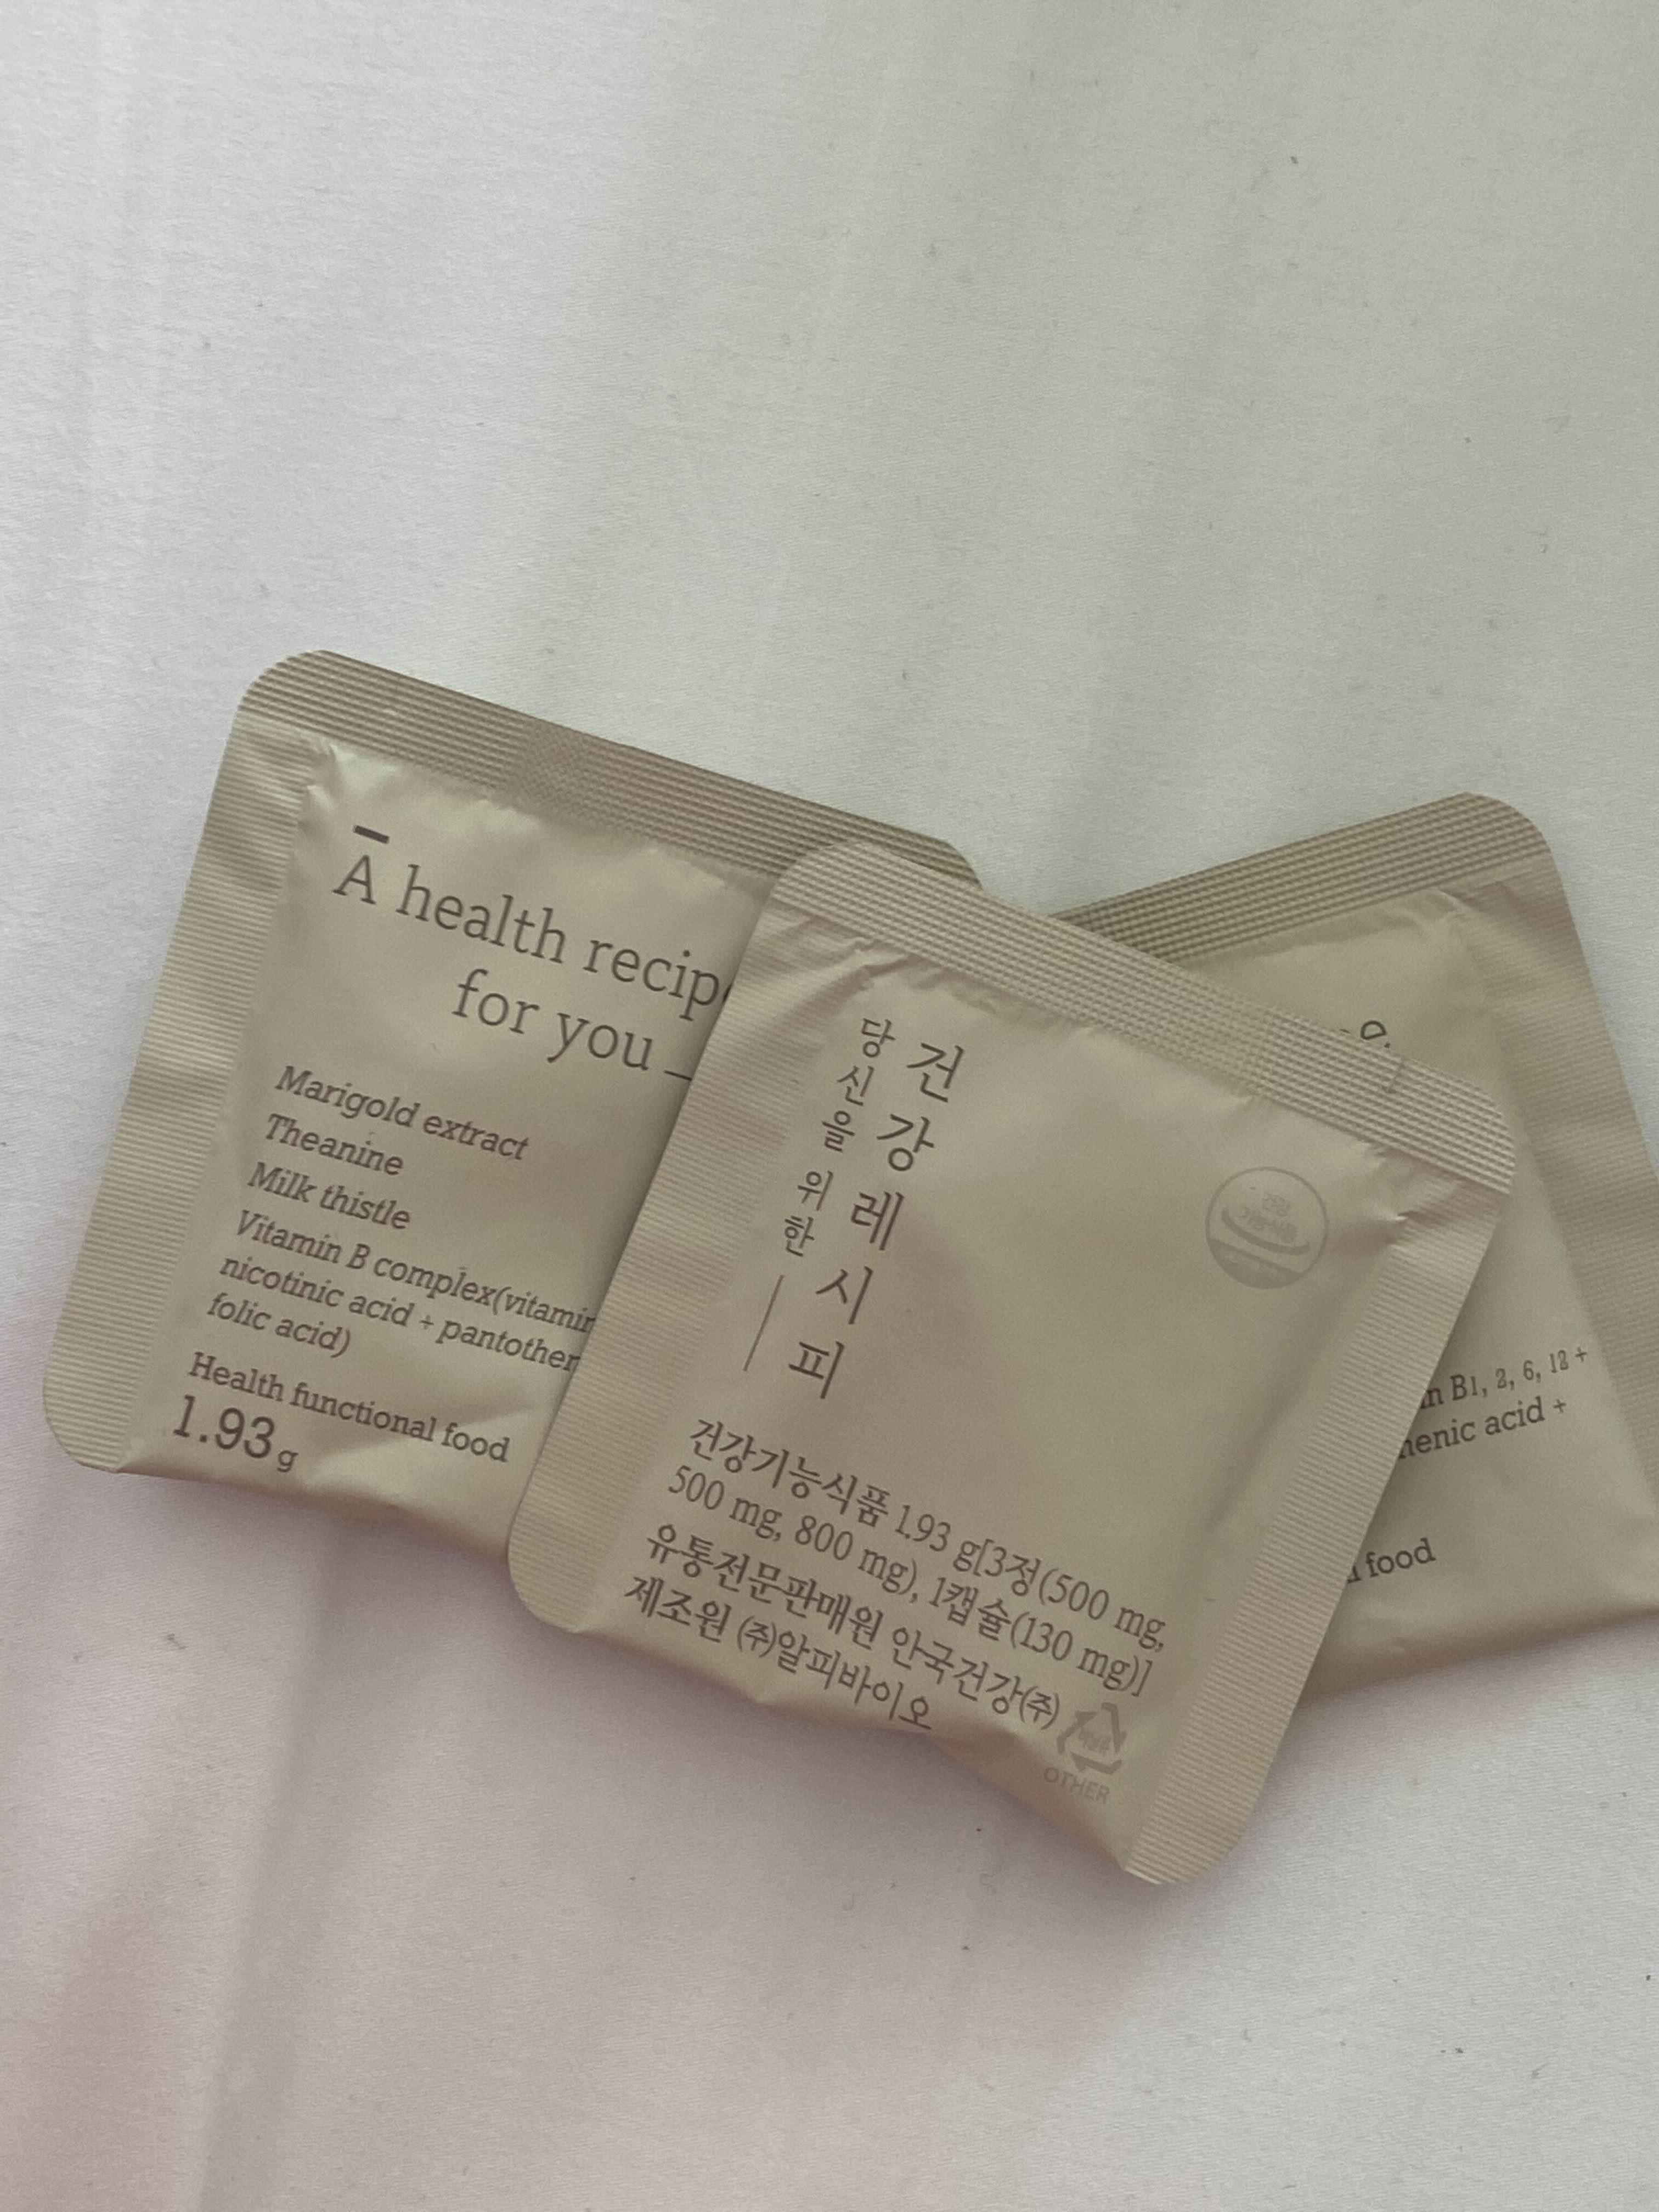 A health recipe
for you _
Marigold extract
Theanine
Milk thistle
Vitamin B complex(vitamin
nicotinic acid + pantother
folic acid)
Health functional food
1.93 g
당신을 위한
건강 레시피
건강기능식품 1.93 g[3정(500 mg,
500 mg, 800 mg), 1캡슐(130 mg)]
유통전문판매원 안국건강(주)
제조원 (주)알피바이오
OTHER
B1, 2, 6, 12 +
henic acid +
food